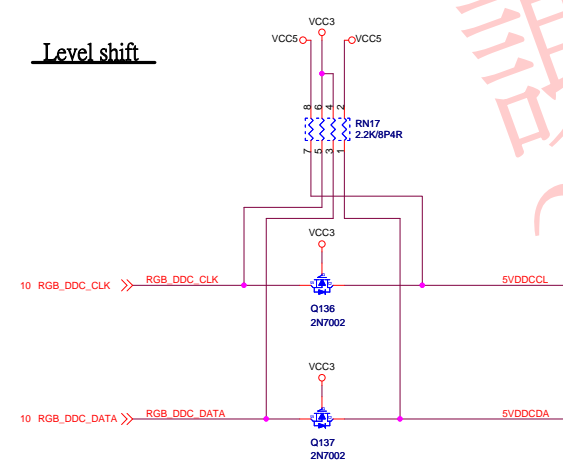 Level shift
VCC3
VCC5
VCC5
8
6
4
2
RN17
2.2K/8P4R
7
5
3
1
VCC3
10 RGB_DDC_CLK
RGB_DDC_CLK
5VDDCCL
Q136
2N7002
VCC3
10 RGB_DDC_DATA
RGB_DDC_DATA
5VDDCDA
Q137
2N7002